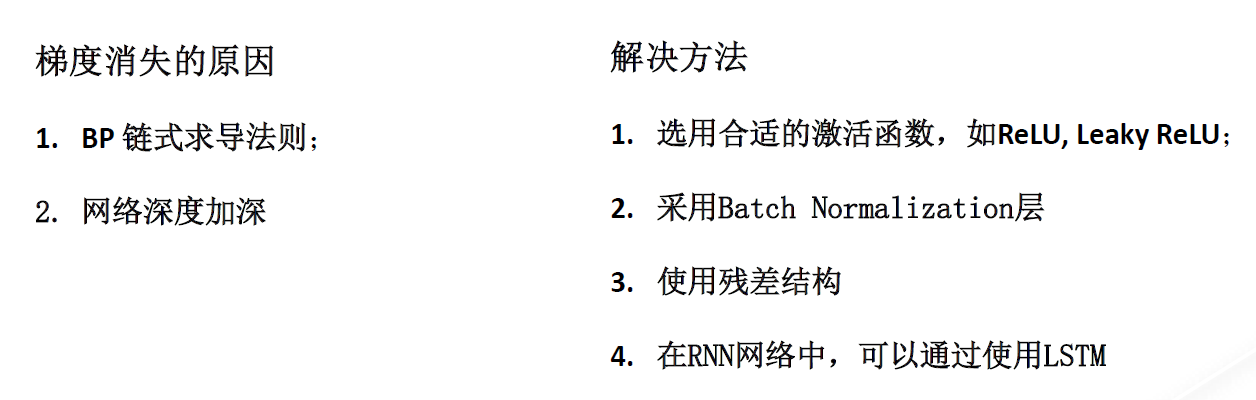 梯度消失的原因
1. BP 链式求导法则；
2. 网络深度加深
解决方法
1. 选用合适的激活函数，如ReLU, Leaky ReLU；
2. 采用Batch Normalization层
3. 使用残差结构
4. 在RNN网络中，可以通过使用LSTM